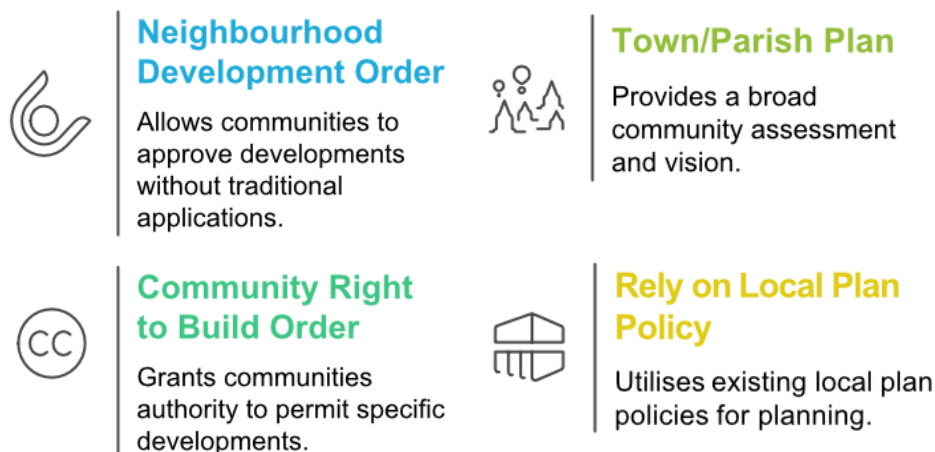 Neighbourhood
Development Order
Allows communities to
approve developments
without traditional
applications.
Town/Parish Plan
Provides a broad
community assessment
and vision.
CC
Community Right
to Build Order
Grants communities
authority to permit specific
developments.
Rely on Local Plan
Policy
Utilises existing local plan
policies for planning.